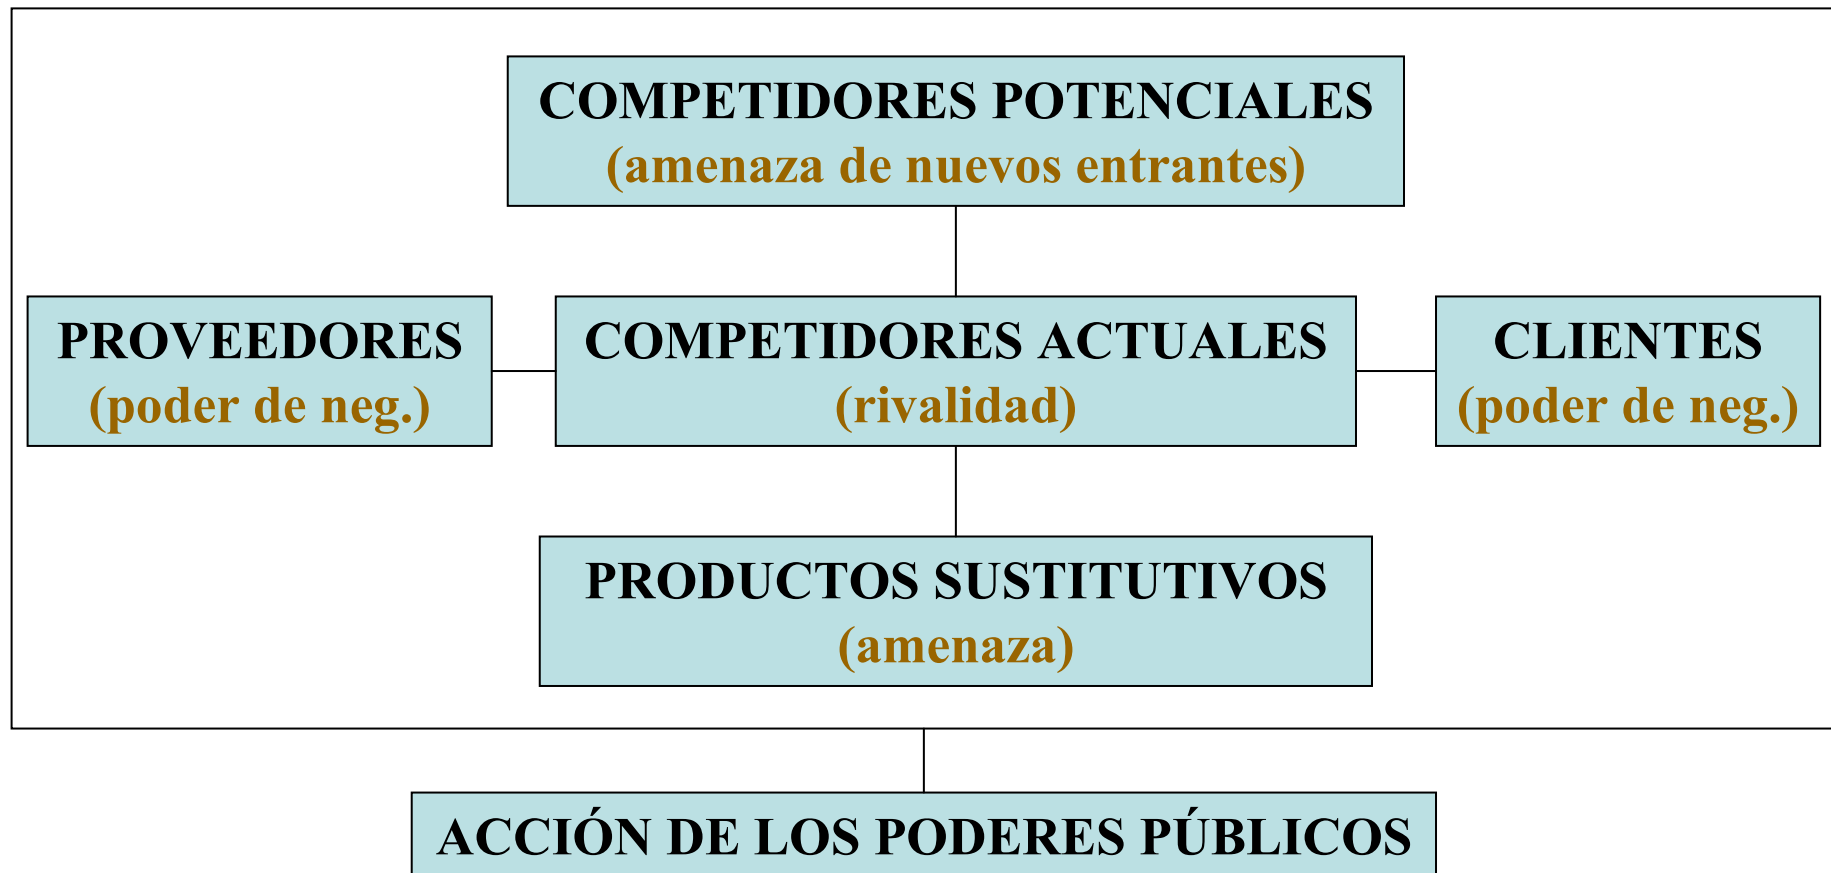 COMPETIDORES POTENCIALES
(amenaza de nuevos entrantes)
PROVEEDORES
(poder de neg.)
COMPETIDORES ACTUALES
(rivalidad)
CLIENTES
(poder de neg.)
PRODUCTOS SUSTITUTIVOS
(amenaza)
ACCIÓN DE LOS PODERES PÚBLICOS